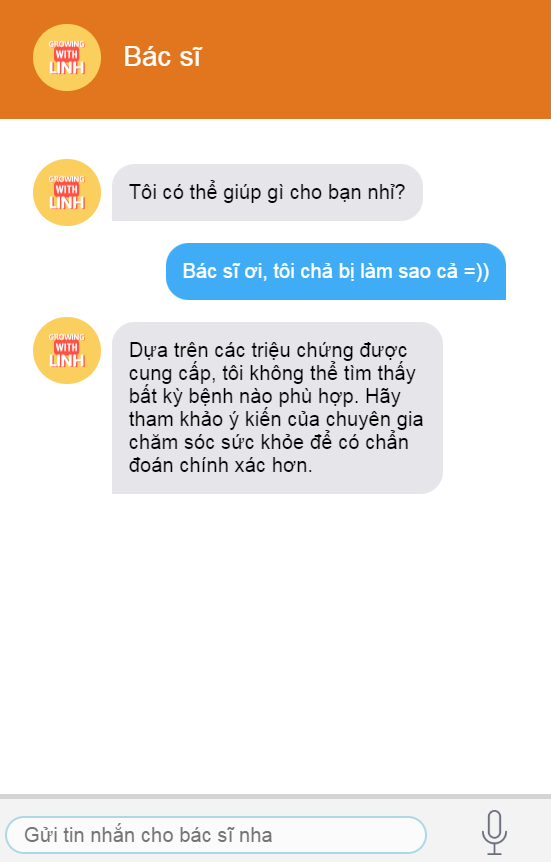 GROWING
WITH
LINH
Bác sĩ
GROWING
WITH
LINH
Tôi có thể giúp gì cho bạn nhỉ?
Bác sĩ ơi, tôi chả bị làm sao cả =))
GROWING
WITH
LINH
Dựa trên các triệu chứng được
cung cấp, tôi không thể tìm thấy
bất kỳ bệnh nào phù hợp. Hãy
tham khảo ý kiến của chuyên gia
chăm sóc sức khỏe để có chẩn
đoán chính xác hơn.
Gửi tin nhắn cho bác sĩ nha